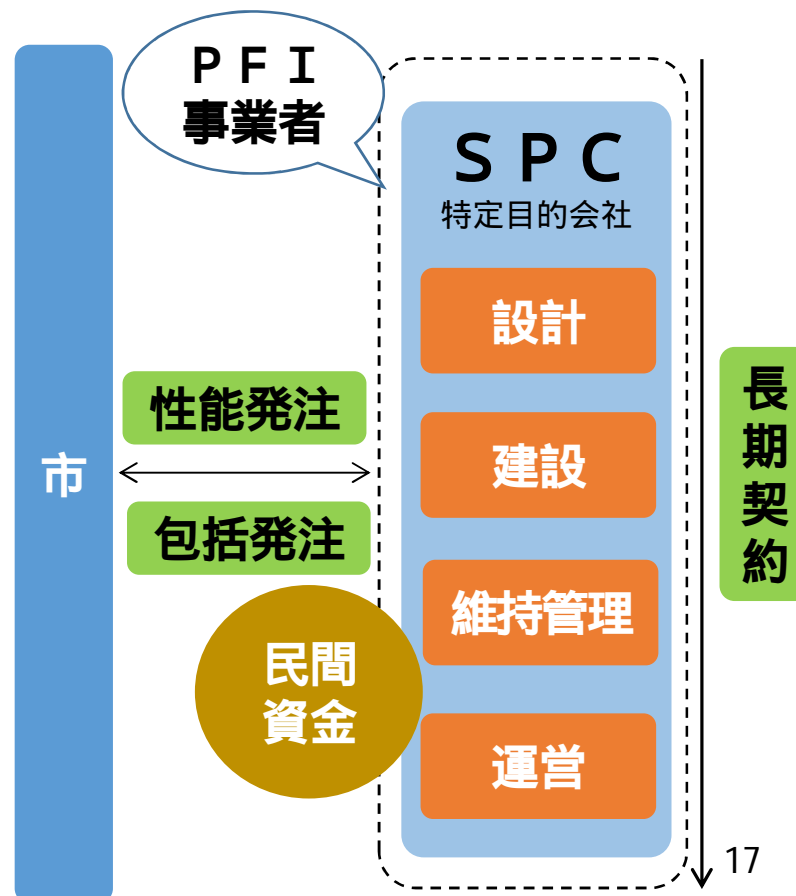 ＰＦＩ
事業者
ＳＰＣ
特定目的会社
設計
建設
維持管理
運営
市
性能発注
包括発注
民間
資金
長期契約
17